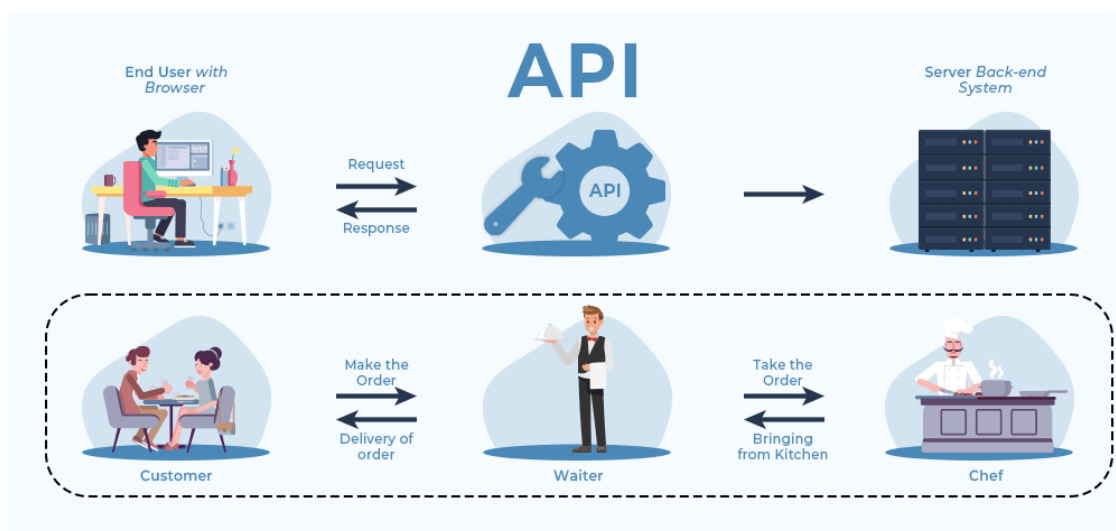 API
End User with
Browser
Server Back-end
System
Request
Response
API
Make the
Order
Delivery of
order
Take the
Order
Bringing
from Kitchen
Customer
Waiter
Chef